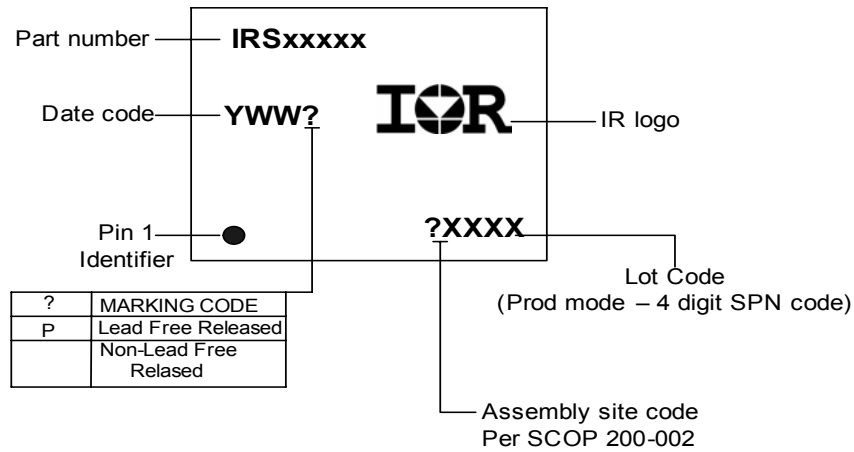 Part number
IRSxxxxx
Date code
YWW?
IOR
IR logo
Pin 1
Identifier
?XXXX
Lot Code
(Prod mode – 4 digit SPN code)
? MARKING CODE
P Lead Free Released
Non-Lead Free
Relased
Assembly site code
Per SCOP 200-002